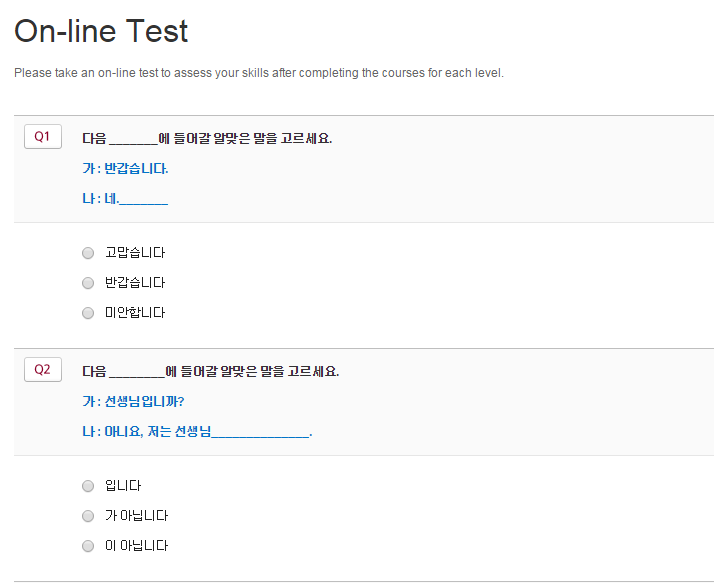 On-line Test
Please take an on-line test to assess your skills after completing the courses for each level.
Q1 다음 _______에 들어갈 알맞은 말을 고르세요.
가 : 반갑습니다.
나 : 네._______
고맙습니다
반갑습니다
미안합니다
Q2 다음 ________에 들어갈 알맞은 말을 고르세요.
가 : 선생님입니까?
나 : 아니요, 저는 선생님______________.
입니다
가 아닙니다
이 아닙니다